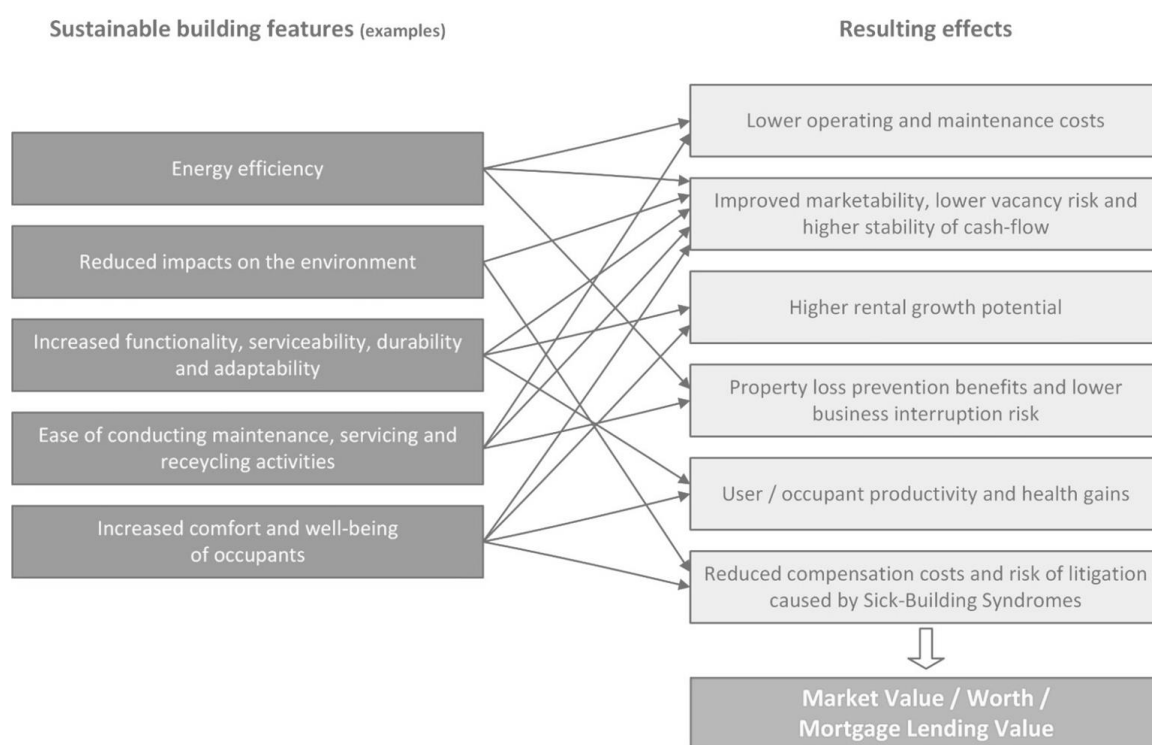 Sustainable building features (examples)
Resulting effects
Energy efficiency
Reduced impacts on the environment
Increased functionality, serviceability, durability
and adaptability
Ease of conducting maintenance, servicing and
receycling activities
Increased comfort and well-being
of occupants
Lower operating and maintenance costs
Improved marketability, lower vacancy risk and
higher stability of cash-flow
Higher rental growth potential
Property loss prevention benefits and lower
business interruption risk
User / occupant productivity and health gains
Reduced compensation costs and risk of litigation
caused by Sick-Building Syndromes
Market Value / Worth /
Mortgage Lending Value